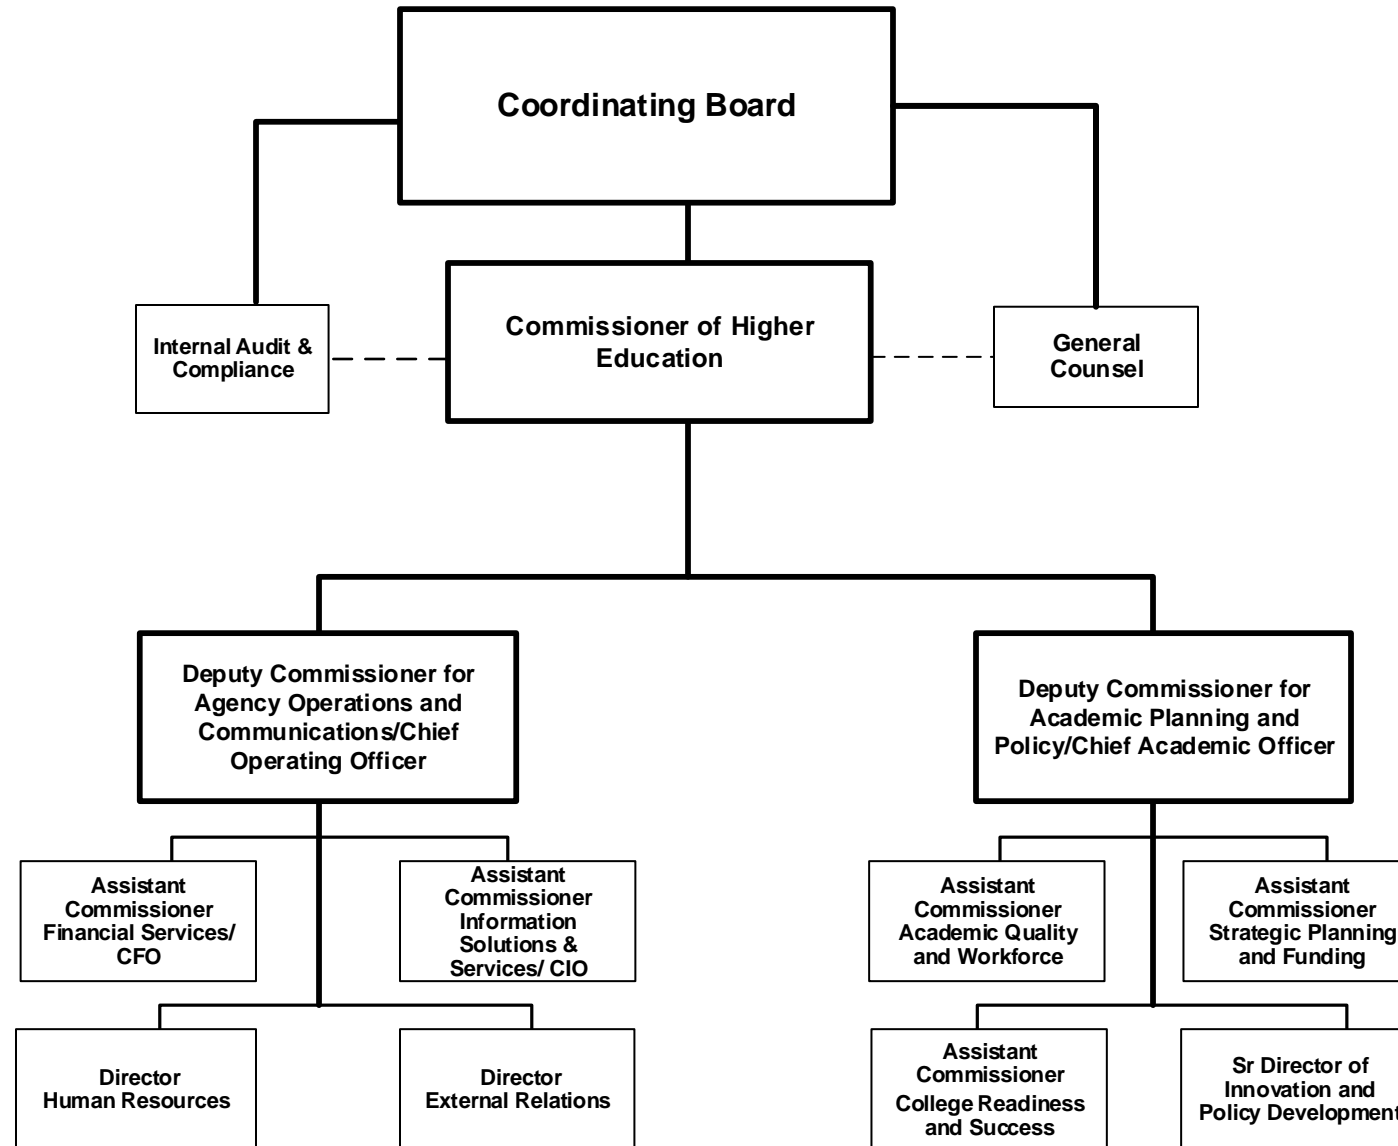 Coordinating Board
Internal Audit &
Compliance
Commissioner of Higher
Education
General
Counsel
Deputy Commissioner for
Agency Operations and
Communications/Chief
Operating Officer
Deputy Commissioner for
Academic Planning and
Policy/Chief Academic Officer
Assistant
Commissioner
Financial Services/
CFO
Assistant
Commissioner
Information
Solutions &
Services/ CIO
Assistant
Commissioner
Academic Quality
and Workforce
Assistant
Commissioner
Strategic Planning
and Funding
Director
Human Resources
Director
External Relations
Assistant
Commissioner
College Readiness
and Success
Sr Director of
Innovation and
Policy Development